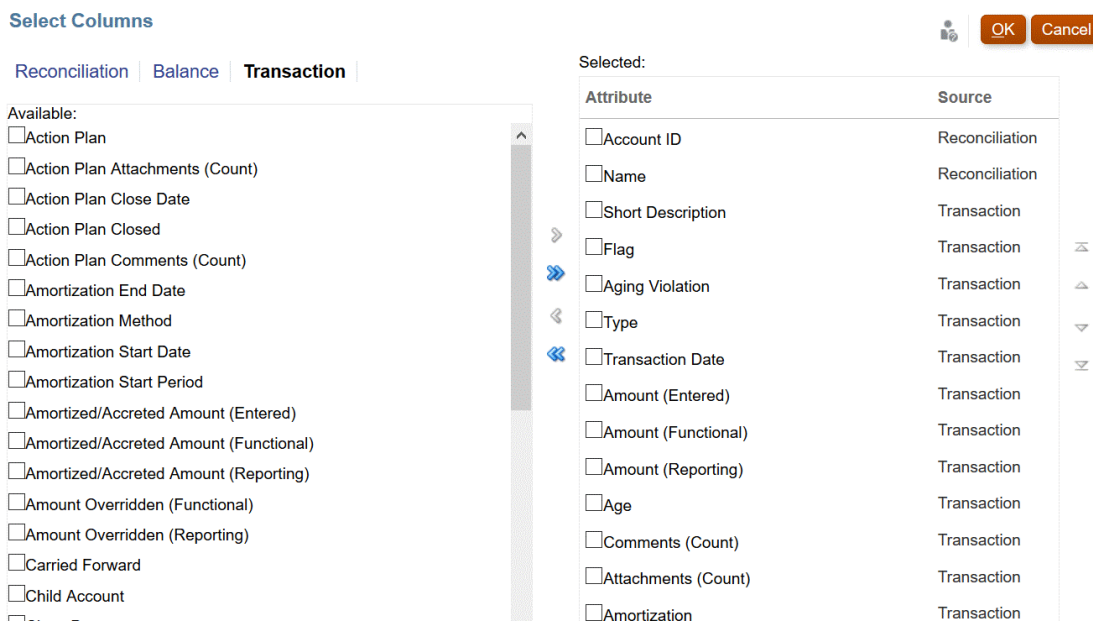 Select Columns
OK
Cancel
Reconciliation
Balance
Transaction
Available:
Action Plan
Action Plan Attachments (Count)
Action Plan Close Date
Action Plan Closed
Action Plan Comments (Count)
Amortization End Date
Amortization Method
Amortization Start Date
Amortization Start Period
Amortized/Accreted Amount (Entered)
Amortized/Accreted Amount (Functional)
Amortized/Accreted Amount (Reporting)
Amount Overridden (Functional)
Amount Overridden (Reporting)
Carried Forward
Child Account
Selected:
Attribute Source
Account ID Reconciliation
Name Reconciliation
Short Description Transaction
Flag Transaction
Aging Violation Transaction
Type Transaction
Transaction Date Transaction
Amount (Entered) Transaction
Amount (Functional) Transaction
Amount (Reporting) Transaction
Age Transaction
Comments (Count) Transaction
Attachments (Count) Transaction
Amortization Transaction